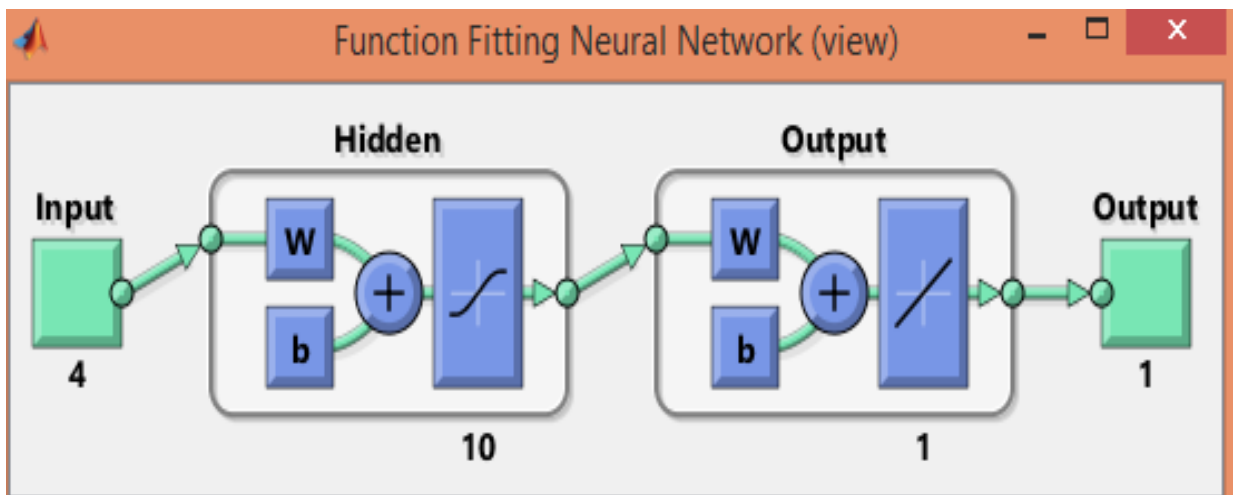 Function Fitting Neural Network (view)
Hidden
Output
Input
Output
W
W
b
b
4
1
10
1